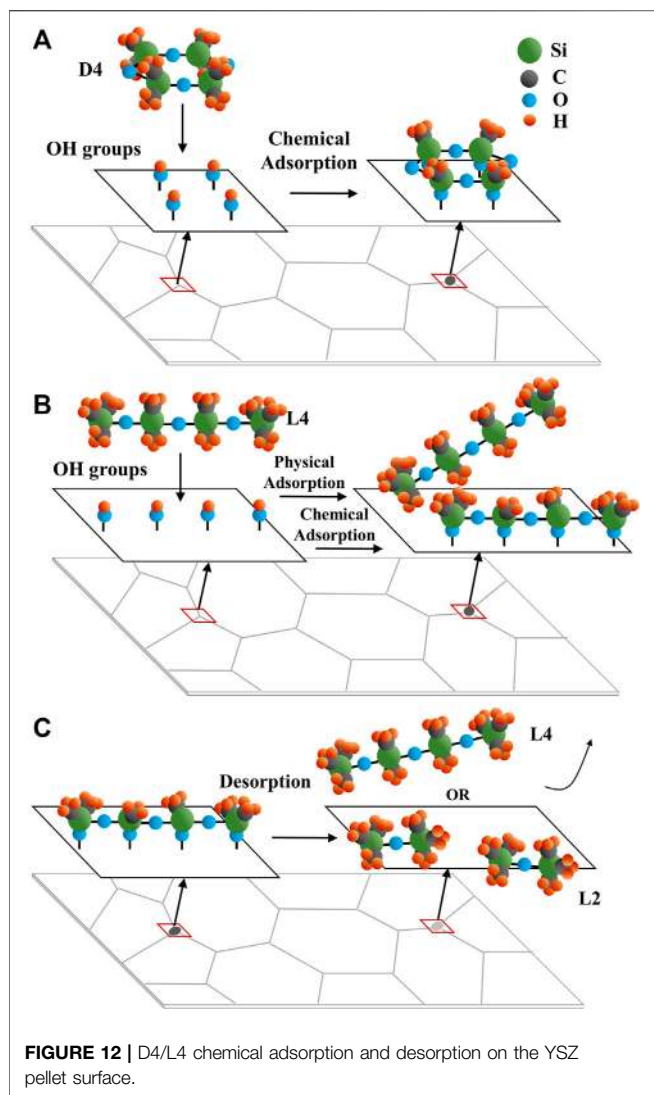 A
D4
Si
C
O
H
OH groups
Chemical
Adsorption
B
L4
OH groups
Physical
Adsorption
Chemical
Adsorption
C
L4
Desorption
OR
L2
FIGURE 12 | D4/L4 chemical adsorption and desorption on the YSZ
pellet surface.